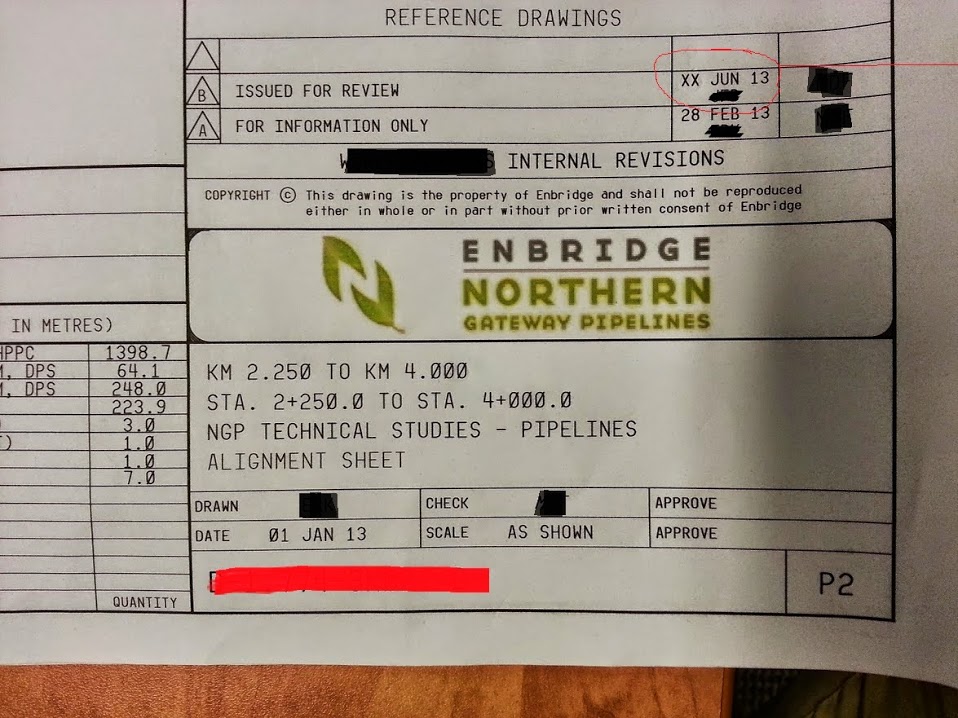 REFERENCE DRAWINGS
B ISSUED FOR REVIEW XX JUN 13
A FOR INFORMATION ONLY 28 FEB 13
INTERNAL REVISIONS
COPYRIGHT © This drawing is the property of Enbridge and shall not be reproduced
either in whole or in part without prior written consent of Enbridge
ENBRIDGE
NORTHERN
GATEWAY PIPELINES
IN METRES)
HPPC 1398.7
M, DPS 64.1
M, DPS 248.0
223.9
) 3.0
T) 1.0
1.0
7.0
QUANTITY
KM 2.250 TO KM 4.000
STA. 2+250.0 TO STA. 4+000.0
NGP TECHNICAL STUDIES - PIPELINES
ALIGNMENT SHEET
DRAWN CHECK APPROVE
DATE 01 JAN 13 SCALE AS SHOWN APPROVE
P2